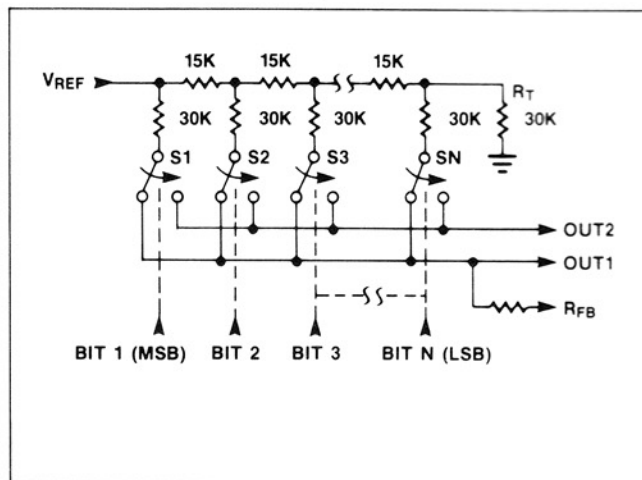 15K 15K 15K
VREF RT
30K 30K 30K 30K 30K
S1 S2 S3 SN
OUT2
OUT1
RFB
BIT 1 (MSB) BIT 2 BIT 3 BIT N (LSB)